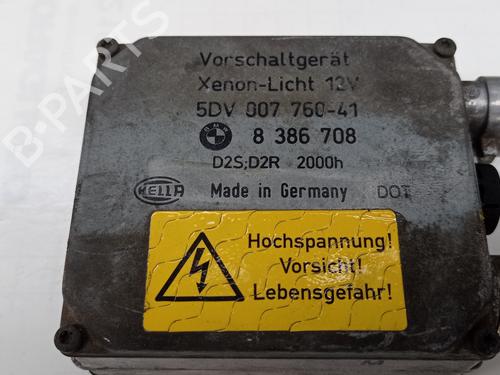 Vorschaltgerät
Xenon-Licht 12V
5DV 007 760-41
BMW 8 386 708
D2S;D2R 2000h
HELLA Made in Germany DOT
Hochspannung!
Vorsicht!
Lebensgefahr!
B-PARTS